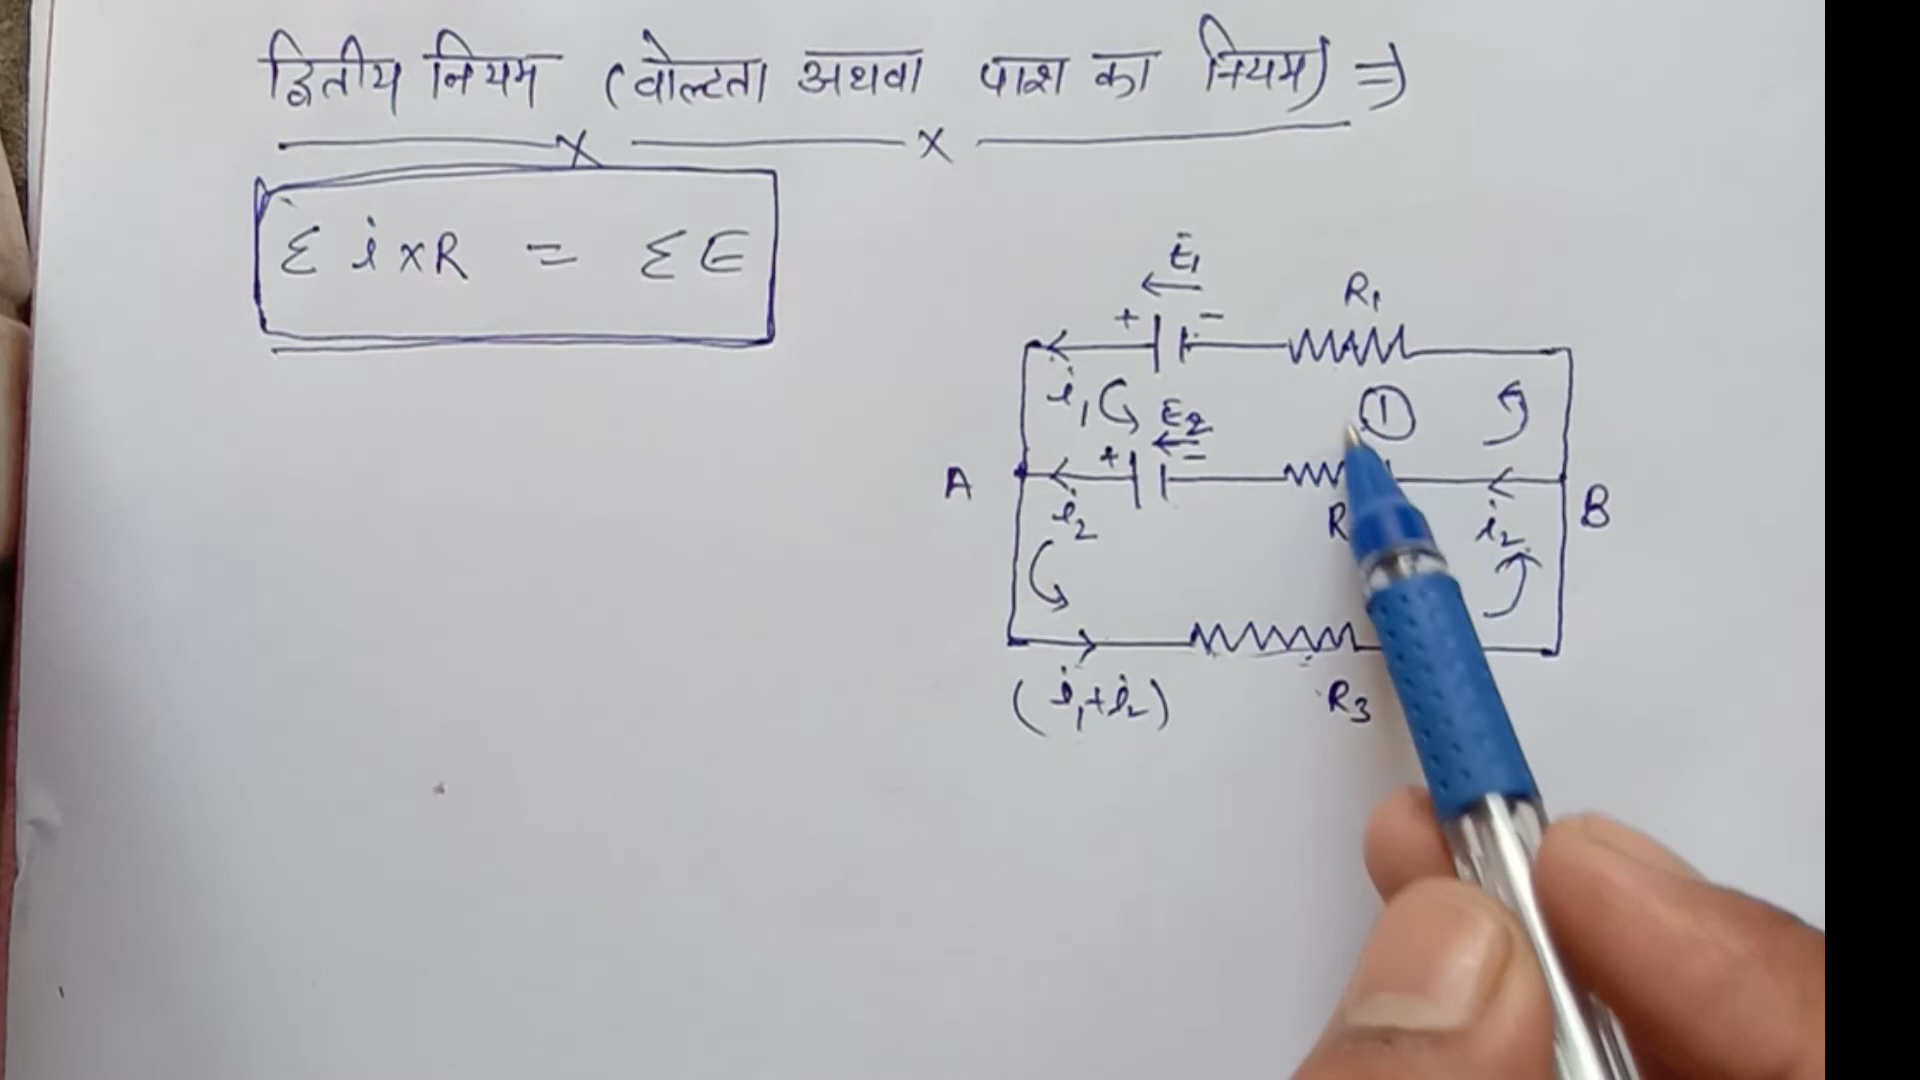 द्वितीय नियम (वोल्टता अथवा पाश का नियम) ⇒
Σ i×R = ΣE
E₁
R₁
+ -
i₁
①
E₂
+ -
A
i₂
R
i₂
B
(i₁+i₂)
R₃